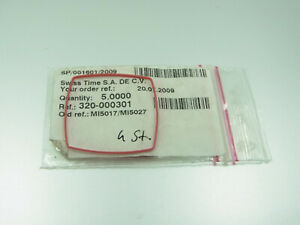 SP/001601/2009
Swiss Time S.A. DE C.V.
Your order ref.: 20.07.2009
Quantity: 5.0000
Ref.: 320-000301
Old ref.: MI5017/MI5027
4 St.